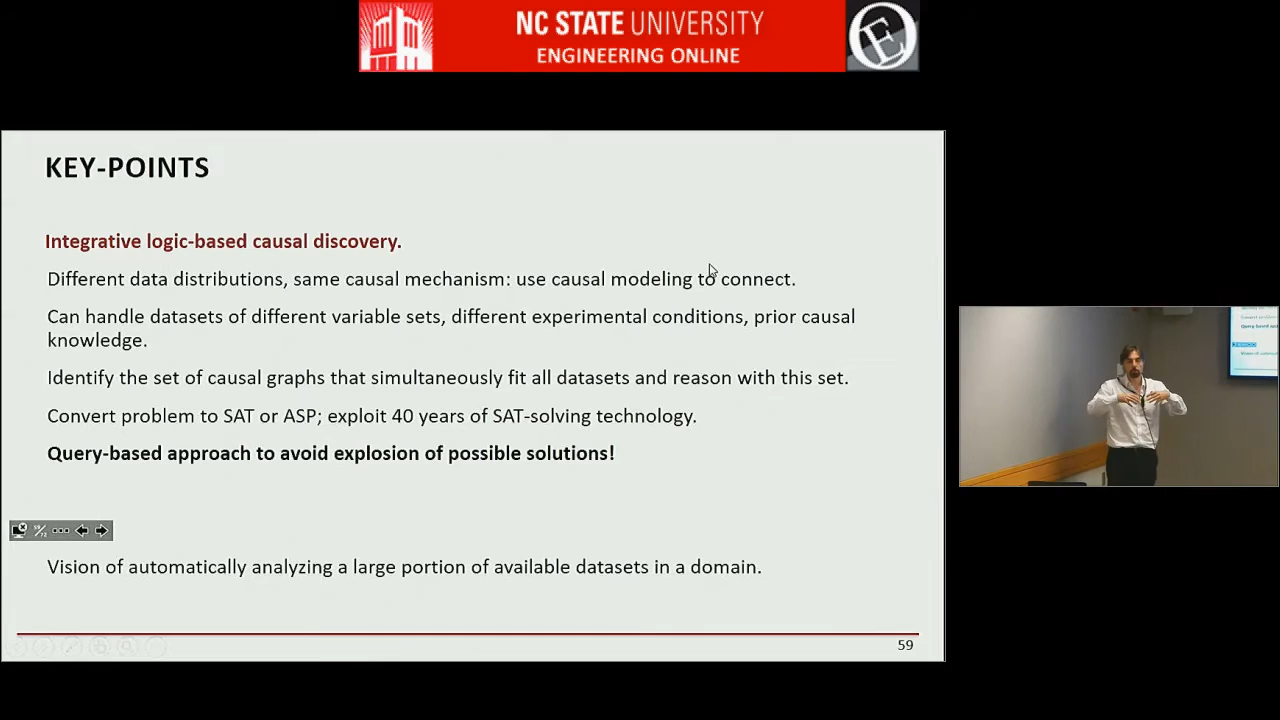 NC STATE UNIVERSITY
ENGINEERING ONLINE
KEY-POINTS
Integrative logic-based causal discovery.
Different data distributions, same causal mechanism: use causal modeling to connect.
Can handle datasets of different variable sets, different experimental conditions, prior causal
knowledge.
Identify the set of causal graphs that simultaneously fit all datasets and reason with this set.
Convert problem to SAT or ASP; exploit 40 years of SAT-solving technology.
Query-based approach to avoid explosion of possible solutions!
Vision of automatically analyzing a large portion of available datasets in a domain.
59